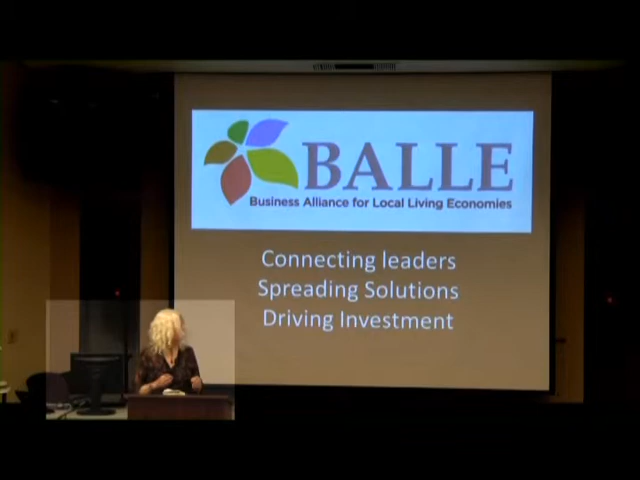 BALLE
Business Alliance for Local Living Economies
Connecting leaders
Spreading Solutions
Driving Investment